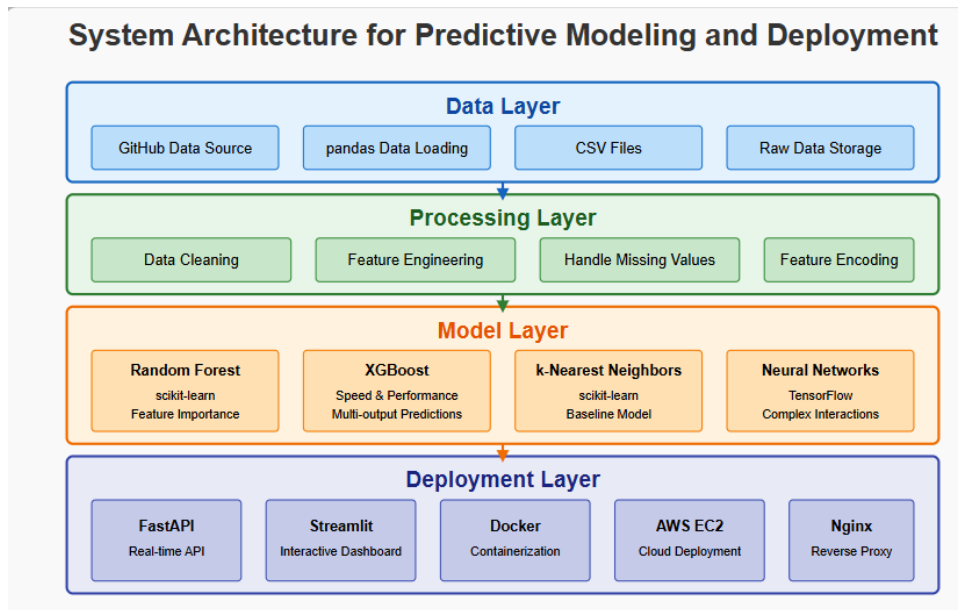 System Architecture for Predictive Modeling and Deployment
Data Layer
GitHub Data Source
pandas Data Loading
CSV Files
Raw Data Storage
Processing Layer
Data Cleaning
Feature Engineering
Handle Missing Values
Feature Encoding
Model Layer
Random Forest
scikit-learn
Feature Importance
XGBoost
Speed & Performance
Multi-output Predictions
k-Nearest Neighbors
scikit-learn
Baseline Model
Neural Networks
TensorFlow
Complex Interactions
Deployment Layer
FastAPI
Real-time API
Streamlit
Interactive Dashboard
Docker
Containerization
AWS EC2
Cloud Deployment
Nginx
Reverse Proxy